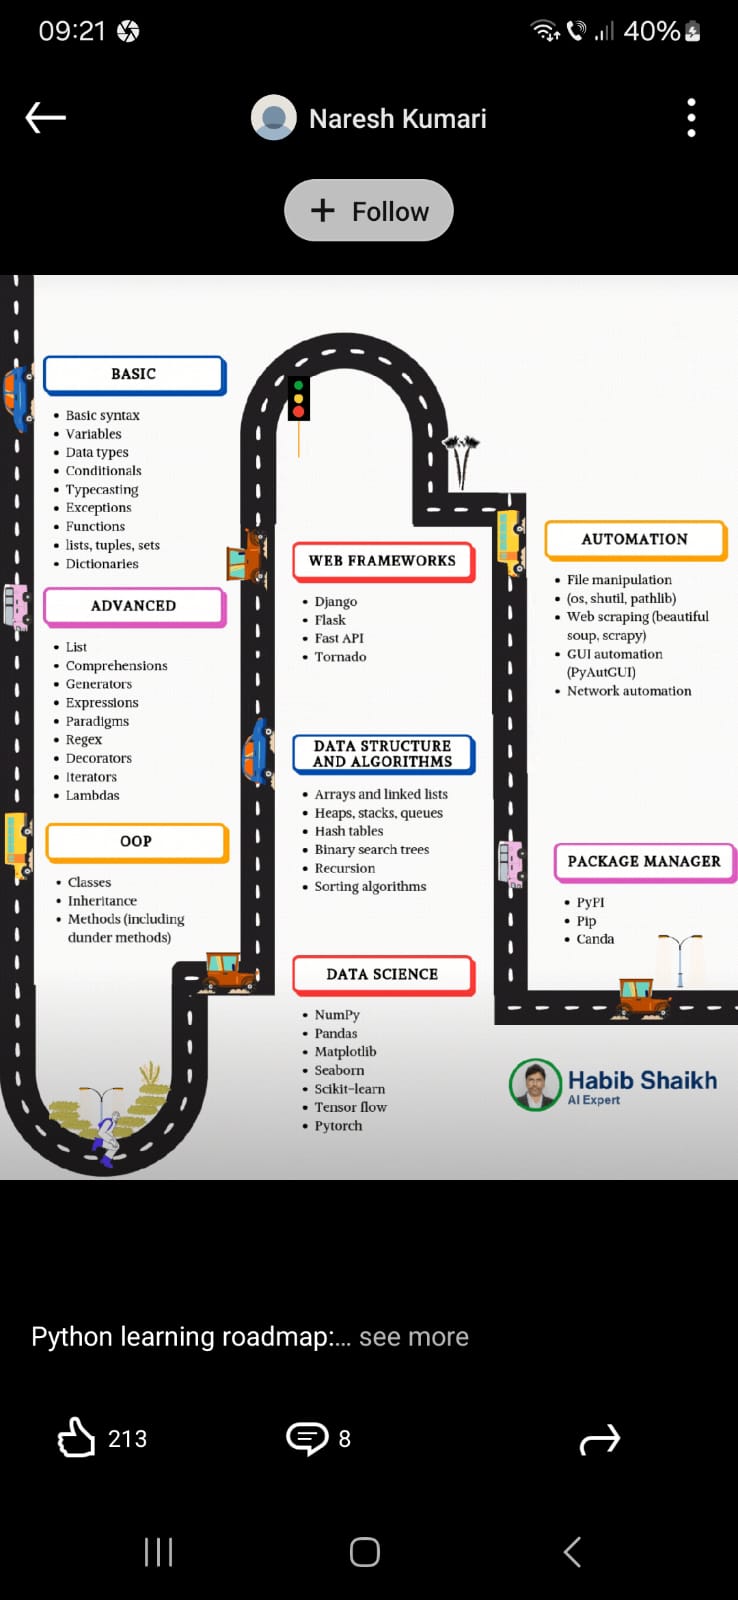 09:21
40%
Naresh Kumari
+ Follow
BASIC
Basic syntax
Variables
Data types
Conditionals
Typecasting
Exceptions
Functions
lists, tuples, sets
Dictionaries
ADVANCED
List
Comprehensions
Generators
Expressions
Paradigms
Regex
Decorators
Iterators
Lambdas
OOP
Classes
Inheritance
Methods (including
dunder methods)
WEB FRAMEWORKS
Django
Flask
Fast API
Tornado
DATA STRUCTURE
AND ALGORITHMS
Arrays and linked lists
Heaps, stacks, queues
Hash tables
Binary search trees
Recursion
Sorting algorithms
DATA SCIENCE
NumPy
Pandas
Matplotlib
Seaborn
Scikit-learn
Tensor flow
Pytorch
AUTOMATION
File manipulation
(os, shutil, pathlib)
Web scraping (beautiful
soup, scrapy)
GUI automation
(PyAutGUI)
Network automation
PACKAGE MANAGER
PyPI
Pip
Canda
Habib Shaikh
AI Expert
Python learning roadmap:... see more
213
8